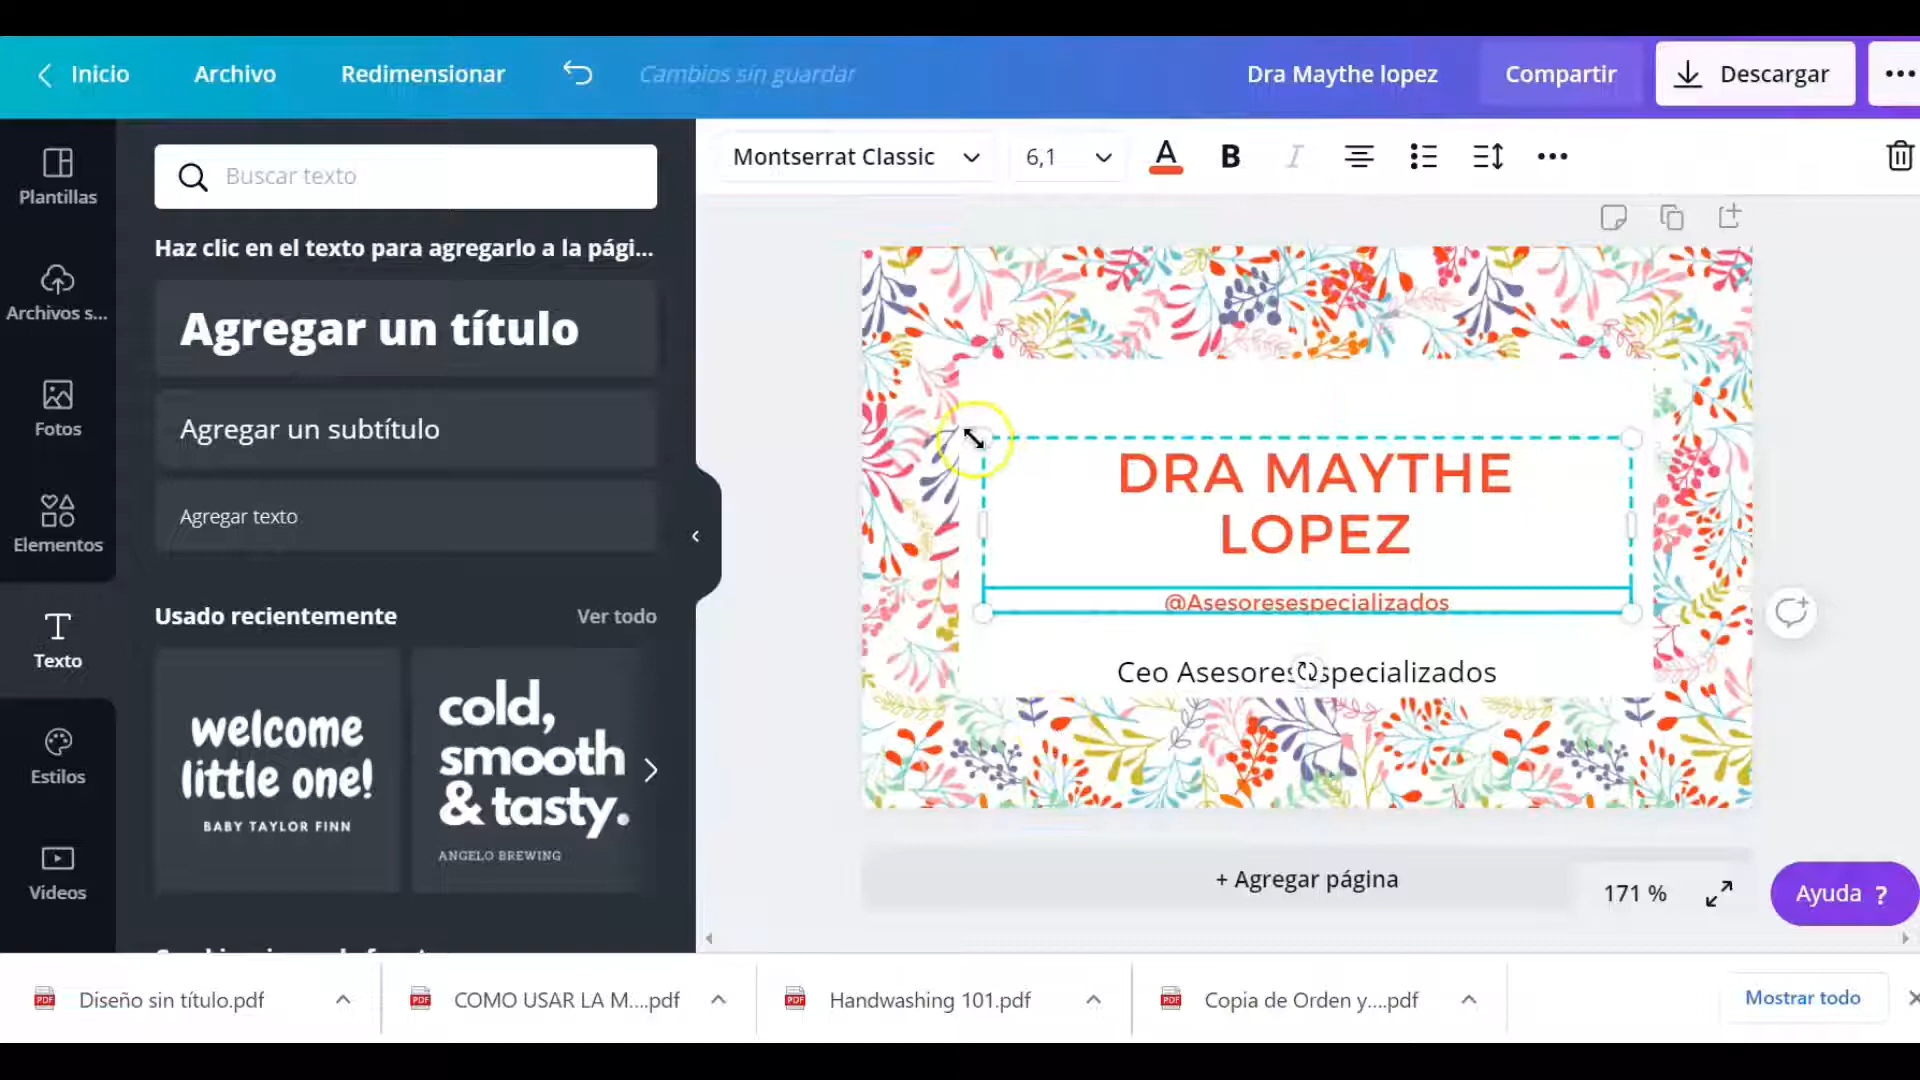 Inicio
Archivo
Redimensionar
Cambios sin guardar
Dra Maythe lopez
Compartir
Descargar
Plantillas
Archivos s...
Fotos
Elementos
Texto
Estilos
Videos
Buscar texto
Haz clic en el texto para agregarlo a la pági...
Agregar un título
Agregar un subtítulo
Agregar texto
Usado recientemente
Ver todo
welcome
little one!
BABY TAYLOR FINN
cold,
smooth
& tasty.
ANGELO BREWING
Montserrat Classic
6,1
A
B
I
DRA MAYTHE
LOPEZ
@Asesoresespecializados
Ceo Asesores
+ Agregar página
171 %
Ayuda ?
Diseño sin título.pdf
COMO USAR LA M....pdf
Handwashing 101.pdf
Copia de Orden y....pdf
Mostrar todo